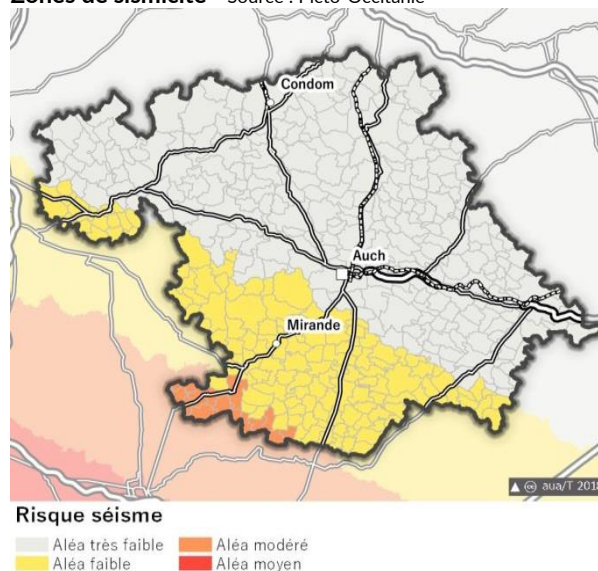 Zones de sismicité – Source : Picto-Occitanie
Condom
Auch
Mirande
aua/T 2018
Risque séisme
Aléa très faible Aléa modéré
Aléa faible Aléa moyen